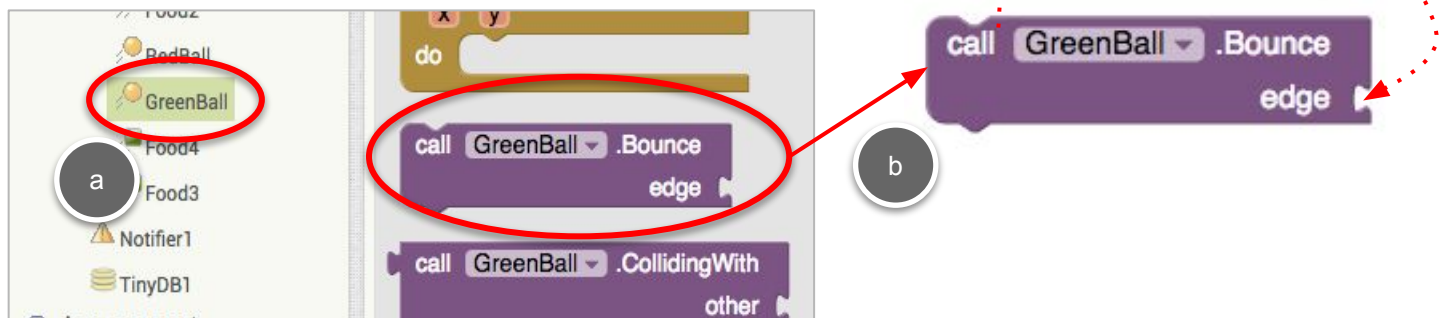 Food2
RedBall
GreenBall
Food4
Food3
Notifier1
TinyDB1
a
x y
do
call GreenBall .Bounce
edge
call GreenBall .CollidingWith
other
call GreenBall .Bounce
edge
b